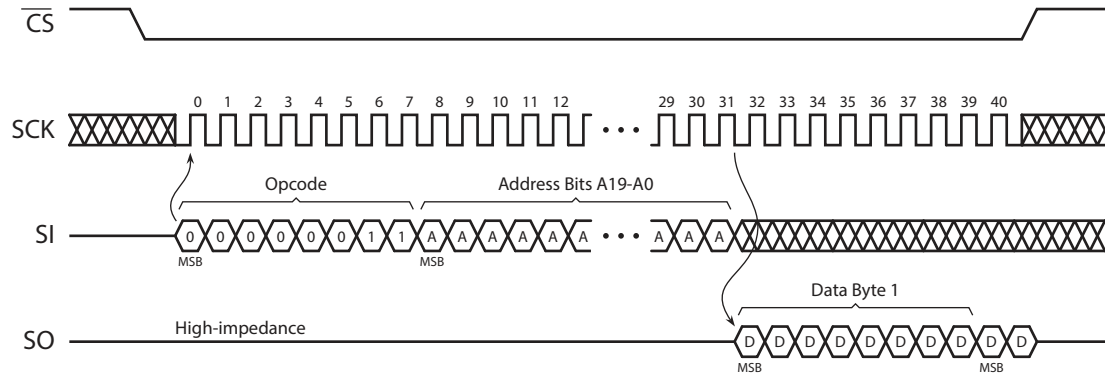 CS
0 1 2 3 4 5 6 7 8 9 10 11 12 29 30 31 32 33 34 35 36 37 38 39 40
SCK • • •
Opcode Address Bits A19-A0
SI 0 0 0 0 0 0 1 1 A A A A A A • • • A A A
MSB MSB
Data Byte 1
High-impedance
SO D D D D D D D D D D
MSB MSB